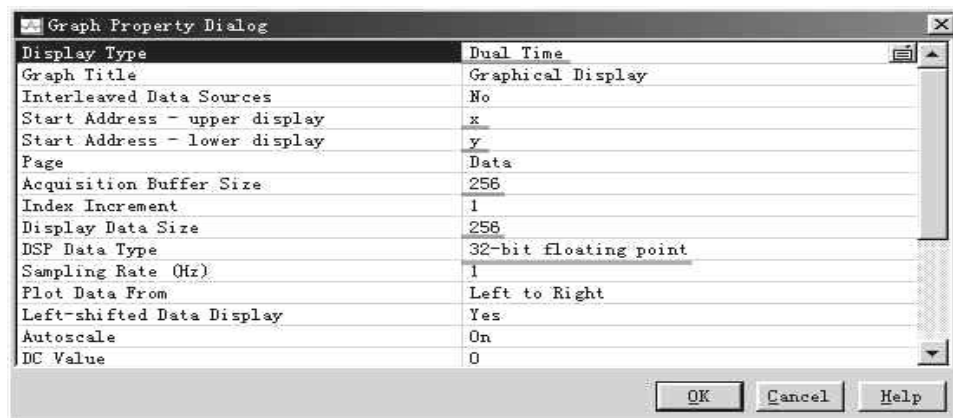 Graph Property Dialog
Display Type Dual Time
Graph Title Graphical Display
Interleaved Data Sources No
Start Address - upper display x
Start Address - lower display y
Page Data
Acquisition Buffer Size 256
Index Increment 1
Display Data Size 256
DSP Data Type 32-bit floating point
Sampling Rate (Hz) 1
Plot Data From Left to Right
Left-shifted Data Display Yes
Autoscale On
DC Value 0
OK Cancel Help